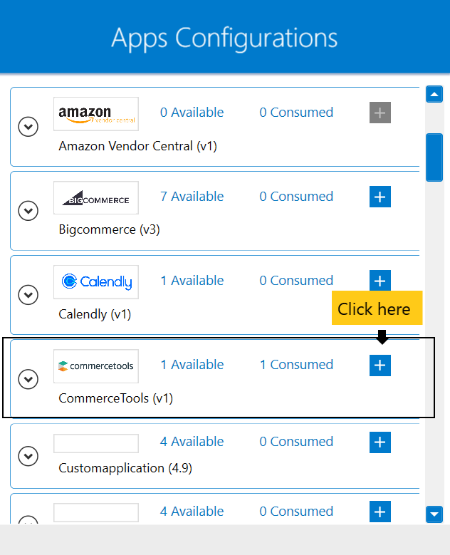 Apps Configurations
amazon
vendor central
0 Available
0 Consumed
Amazon Vendor Central (v1)
BIGCOMMERCE
7 Available
0 Consumed
Bigcommerce (v3)
Calendly
1 Available
0 Consumed
Calendly (v1)
Click here
commercetools
1 Available
1 Consumed
CommerceTools (v1)
4 Available
0 Consumed
Customapplication (4.9)
4 Available
0 Consumed